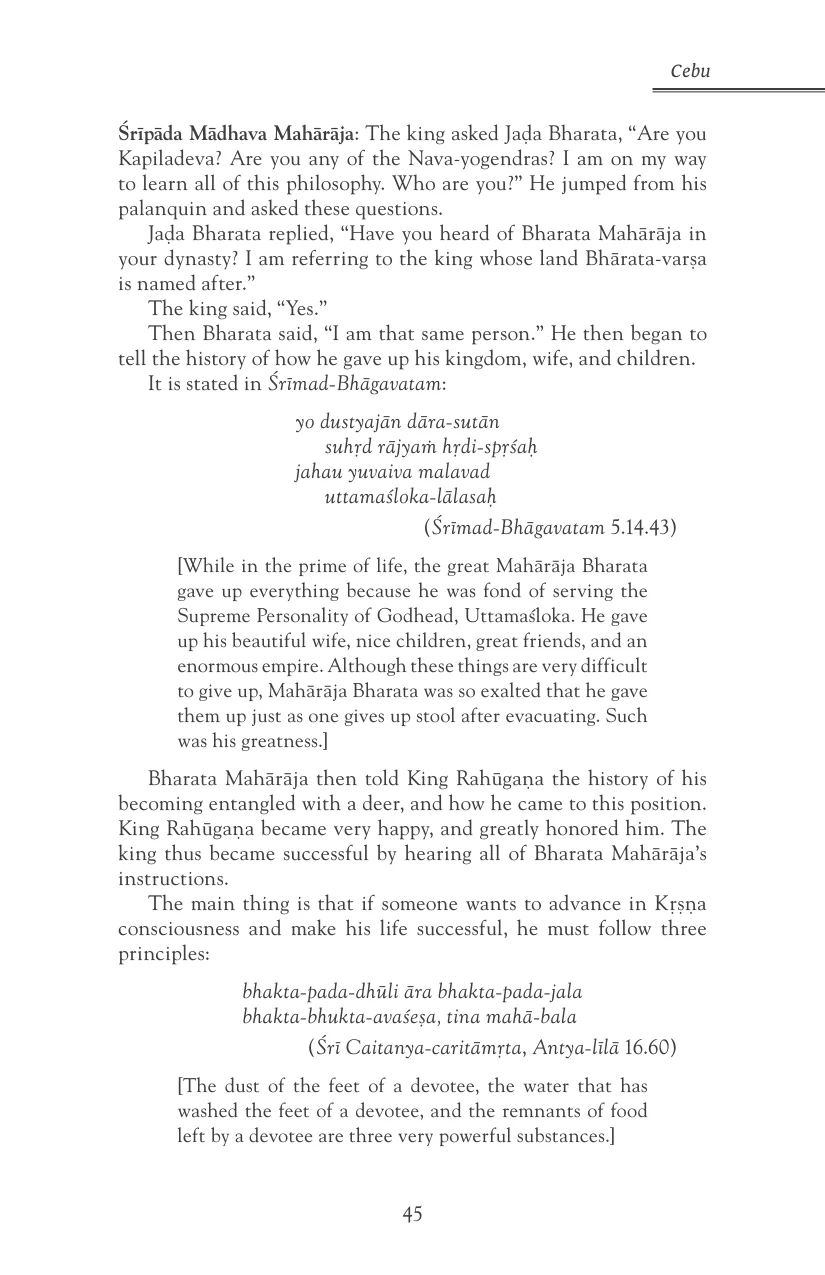 Cebu
Śrīpāda Mādhava Mahārāja: The king asked Jaḍa Bharata, “Are you
Kapiladeva? Are you any of the Nava-yogendras? I am on my way
to learn all of this philosophy. Who are you?” He jumped from his
palanquin and asked these questions.
Jaḍa Bharata replied, “Have you heard of Bharata Mahārāja in
your dynasty? I am referring to the king whose land Bhārata-varṣa
is named after.”
The king said, “Yes.”
Then Bharata said, “I am that same person.” He then began to
tell the history of how he gave up his kingdom, wife, and children.
It is stated in Śrīmad-Bhāgavatam:
yo dustyajān dāra-sutān
suhṛd rājyaṁ hṛdi-spṛśaḥ
jahau yuvaiva malavad
uttamaśloka-lālasaḥ
(Śrīmad-Bhāgavatam 5.14.43)
[While in the prime of life, the great Mahārāja Bharata
gave up everything because he was fond of serving the
Supreme Personality of Godhead, Uttamaśloka. He gave
up his beautiful wife, nice children, great friends, and an
enormous empire. Although these things are very difficult
to give up, Mahārāja Bharata was so exalted that he gave
them up just as one gives up stool after evacuating. Such
was his greatness.]
Bharata Mahārāja then told King Rahūgaṇa the history of his
becoming entangled with a deer, and how he came to this position.
King Rahūgaṇa became very happy, and greatly honored him. The
king thus became successful by hearing all of Bharata Mahārāja’s
instructions.
The main thing is that if someone wants to advance in Kṛṣṇa
consciousness and make his life successful, he must follow three
principles:
bhakta-pada-dhūli āra bhakta-pada-jala
bhakta-bhukta-avaśeṣa, tina mahā-bala
(Śrī Caitanya-caritāmṛta, Antya-līlā 16.60)
[The dust of the feet of a devotee, the water that has
washed the feet of a devotee, and the remnants of food
left by a devotee are three very powerful substances.]
45